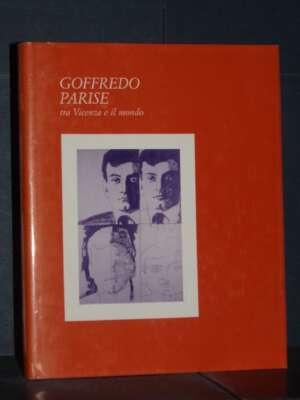 GOFFREDO
PARISE
tra Vicenza e il mondo